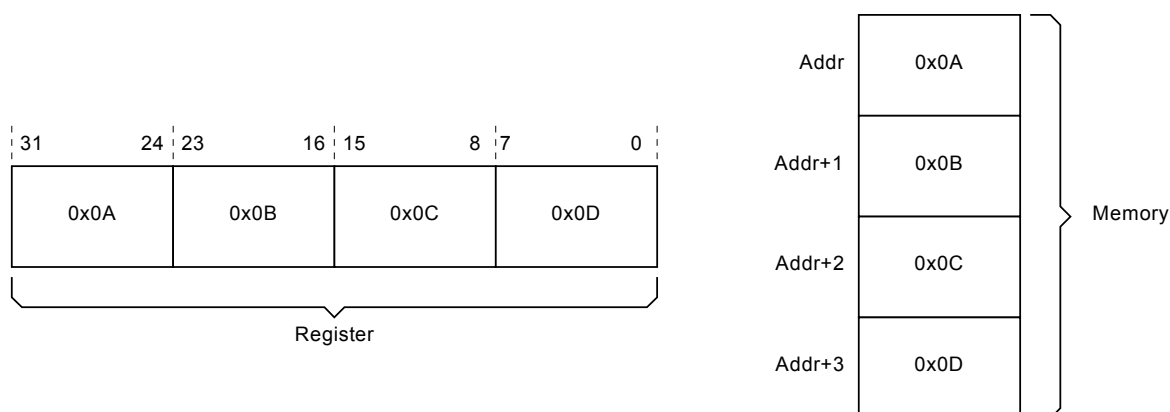 31 24 23 16 15 8 7 0
0x0A 0x0B 0x0C 0x0D
Register
Addr 0x0A
Addr+1 0x0B
Memory
Addr+2 0x0C
Addr+3 0x0D